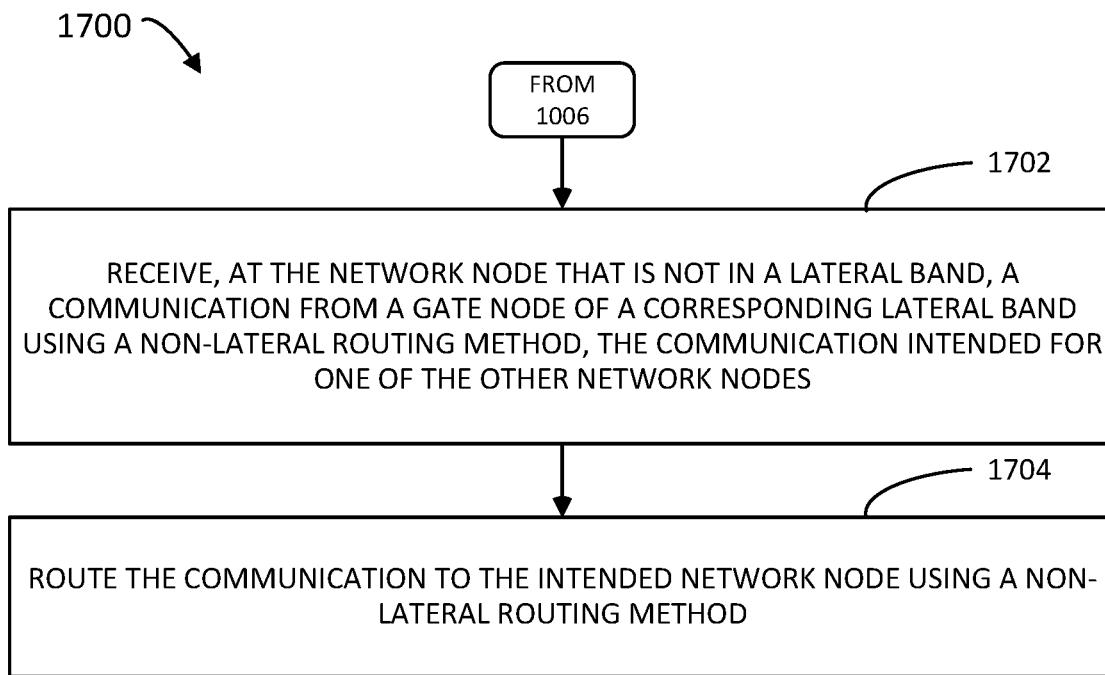 1700
FROM
1006
1702
RECEIVE, AT THE NETWORK NODE THAT IS NOT IN A LATERAL BAND, A
COMMUNICATION FROM A GATE NODE OF A CORRESPONDING LATERAL BAND
USING A NON-LATERAL ROUTING METHOD, THE COMMUNICATION INTENDED FOR
ONE OF THE OTHER NETWORK NODES
1704
ROUTE THE COMMUNICATION TO THE INTENDED NETWORK NODE USING A NON-
LATERAL ROUTING METHOD